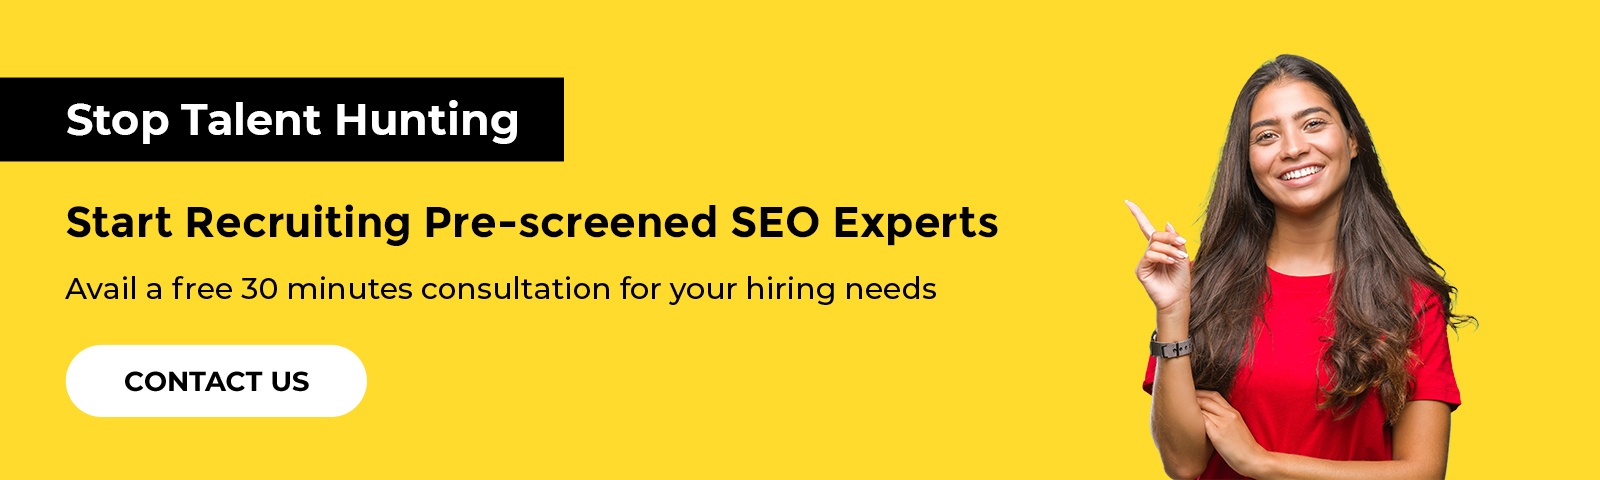 Stop Talent Hunting
Start Recruiting Pre-screened SEO Experts
Avail a free 30 minutes consultation for your hiring needs
CONTACT US